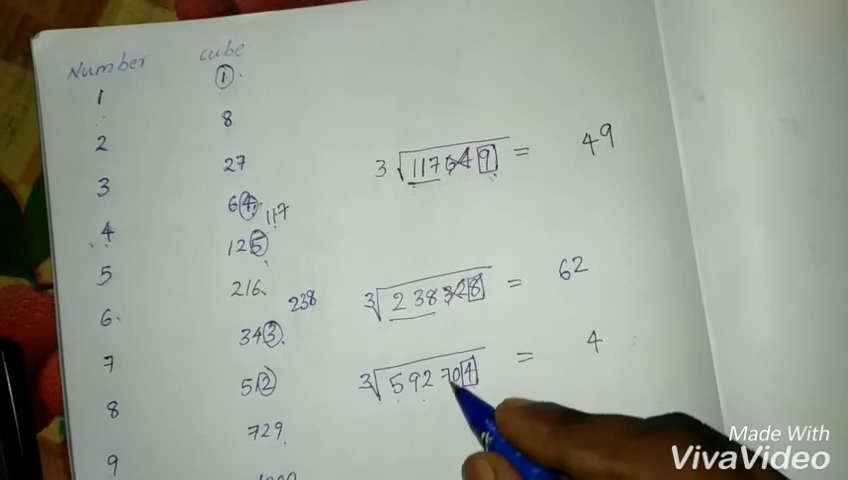 Number cube
1 1.
2 8
3 27
4 64 117
5 125
6. 216. 238
7 343.
8 512
9 729.
3√117649 = 49
3√238328 = 62
3√592704 = 4
Made With
VivaVideo